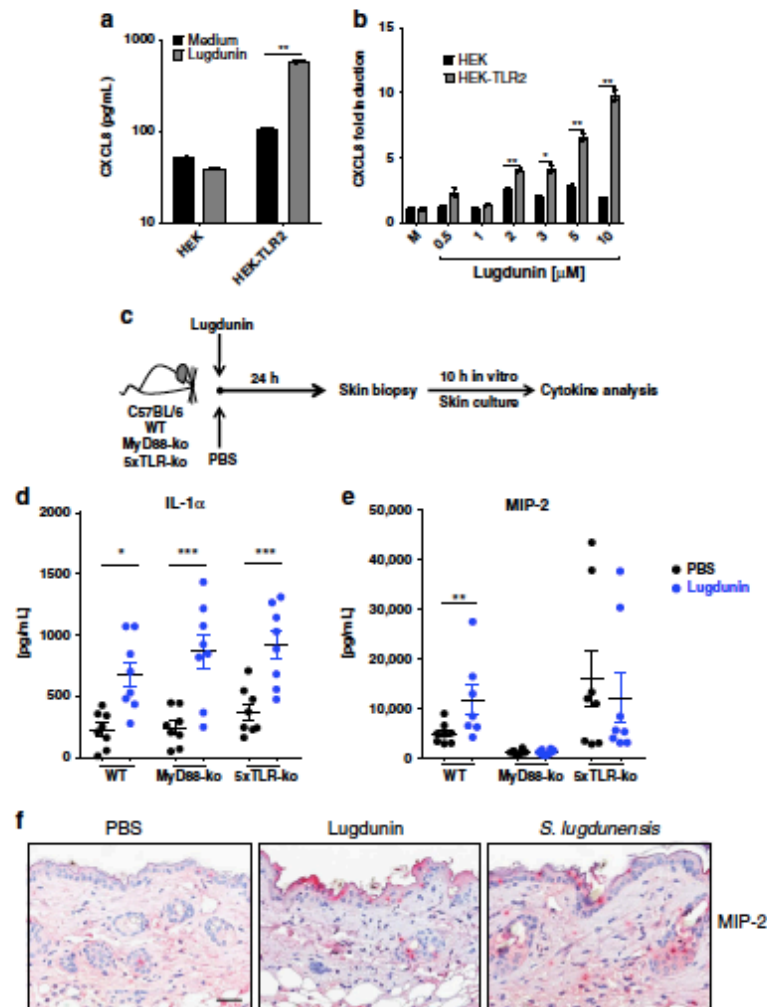 a
Medium
Lugdunin
**
CXCL8 (pg/mL)
1000
100
10
HEK
HEK-TLR2
b
HEK
HEK-TLR2
CXCL8 fold induction
15
10
5
0
**
*
**
**
M
0.5
1
2
3
5
10
Lugdunin [μM]
c
Lugdunin
24 h
Skin biopsy
10 h in vitro
Skin culture
Cytokine analysis
C57BL/6
WT
MyD88-ko
5xTLR-ko
PBS
d
IL-1α
[pg/mL]
2000
1500
1000
500
0
*
***
***
WT
MyD88-ko
5xTLR-ko
e
MIP-2
[pg/mL]
50,000
40,000
30,000
20,000
10,000
0
**
WT
MyD88-ko
5xTLR-ko
PBS
Lugdunin
f
PBS
Lugdunin
S. lugdunensis
MIP-2